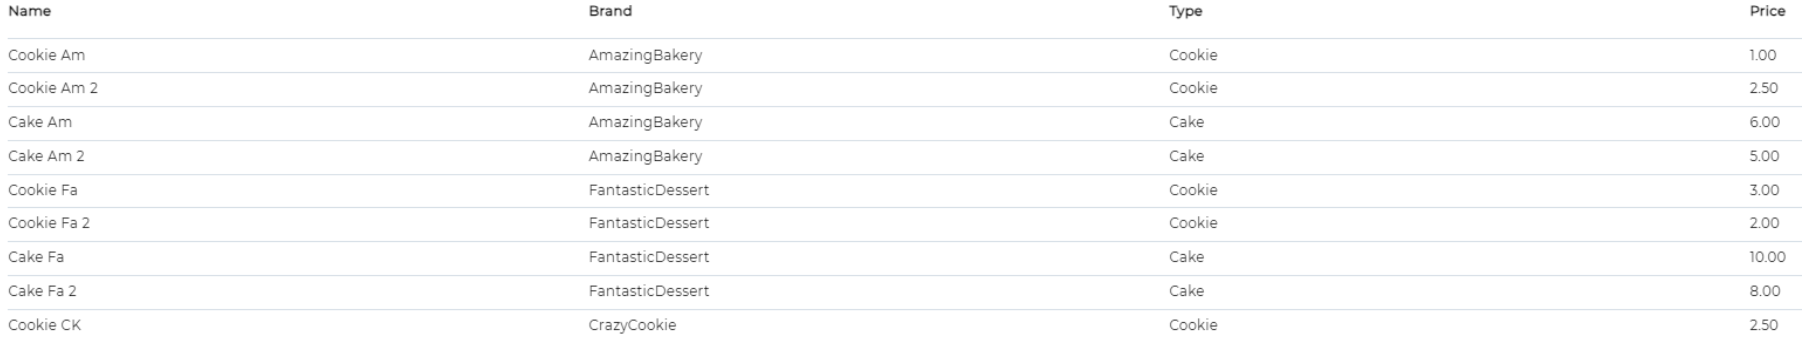 Name Brand Type Price
Cookie Am AmazingBakery Cookie 1.00
Cookie Am 2 AmazingBakery Cookie 2.50
Cake Am AmazingBakery Cake 6.00
Cake Am 2 AmazingBakery Cake 5.00
Cookie Fa FantasticDessert Cookie 3.00
Cookie Fa 2 FantasticDessert Cookie 2.00
Cake Fa FantasticDessert Cake 10.00
Cake Fa 2 FantasticDessert Cake 8.00
Cookie CK CrazyCookie Cookie 2.50